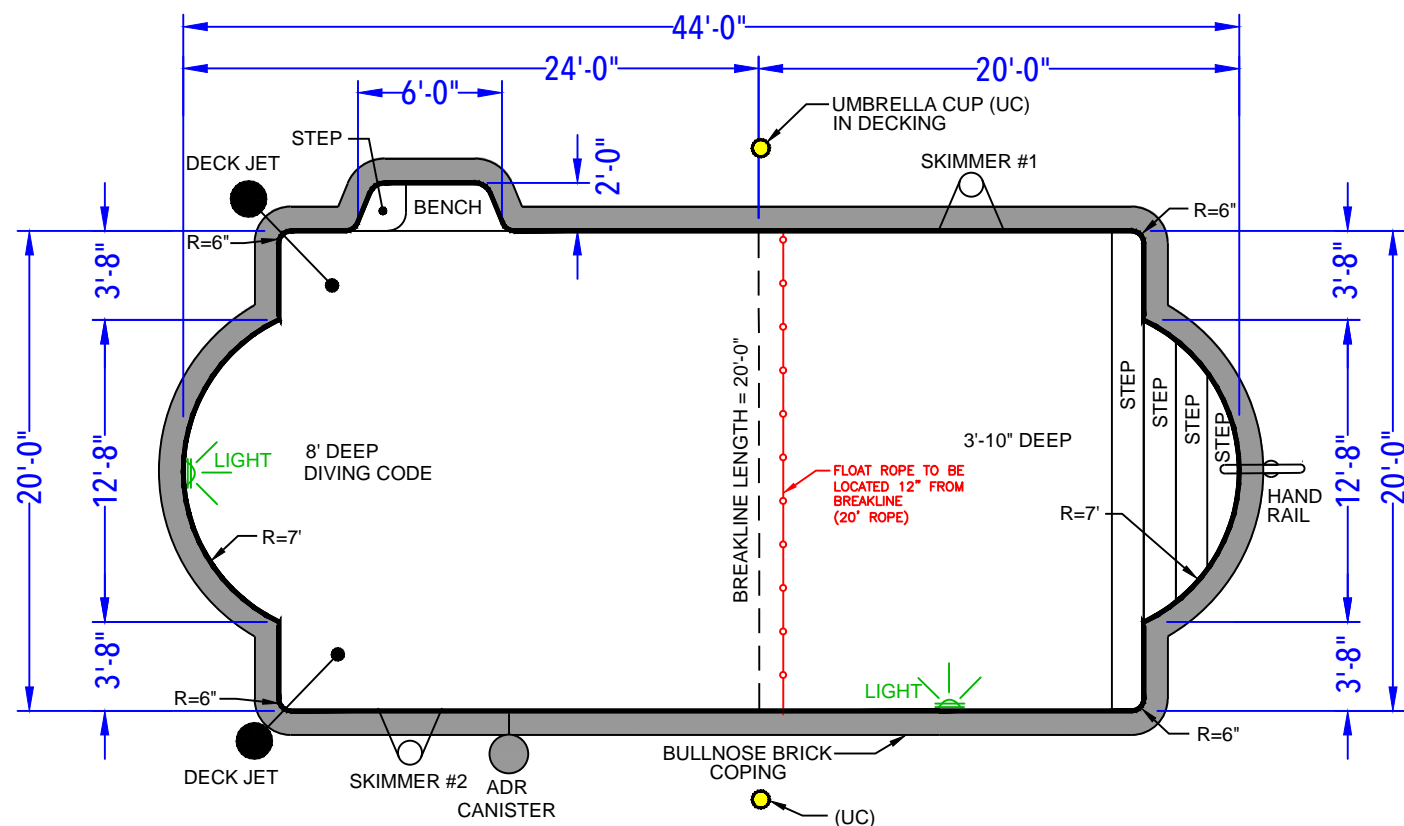 44'-0"
24'-0"
20'-0"
6'-0"
UMBRELLA CUP (UC)
IN DECKING
STEP
DECK JET
2'-0"
SKIMMER #1
BENCH
R=6"
R=6"
3'-8"
3'-8"
BREAKLINE LENGTH = 20'-0"
STEP
STEP
STEP
STEP
20'-0"
12'-8"
LIGHT
8' DEEP
DIVING CODE
3'-10" DEEP
FLOAT ROPE TO BE
LOCATED 12" FROM
BREAKLINE
(20' ROPE)
HAND
RAIL
12'-8"
20'-0"
R=7'
R=7'
3'-8"
3'-8"
R=6"
LIGHT
R=6"
DECK JET
SKIMMER #2
ADR
CANISTER
BULLNOSE BRICK
COPING
(UC)